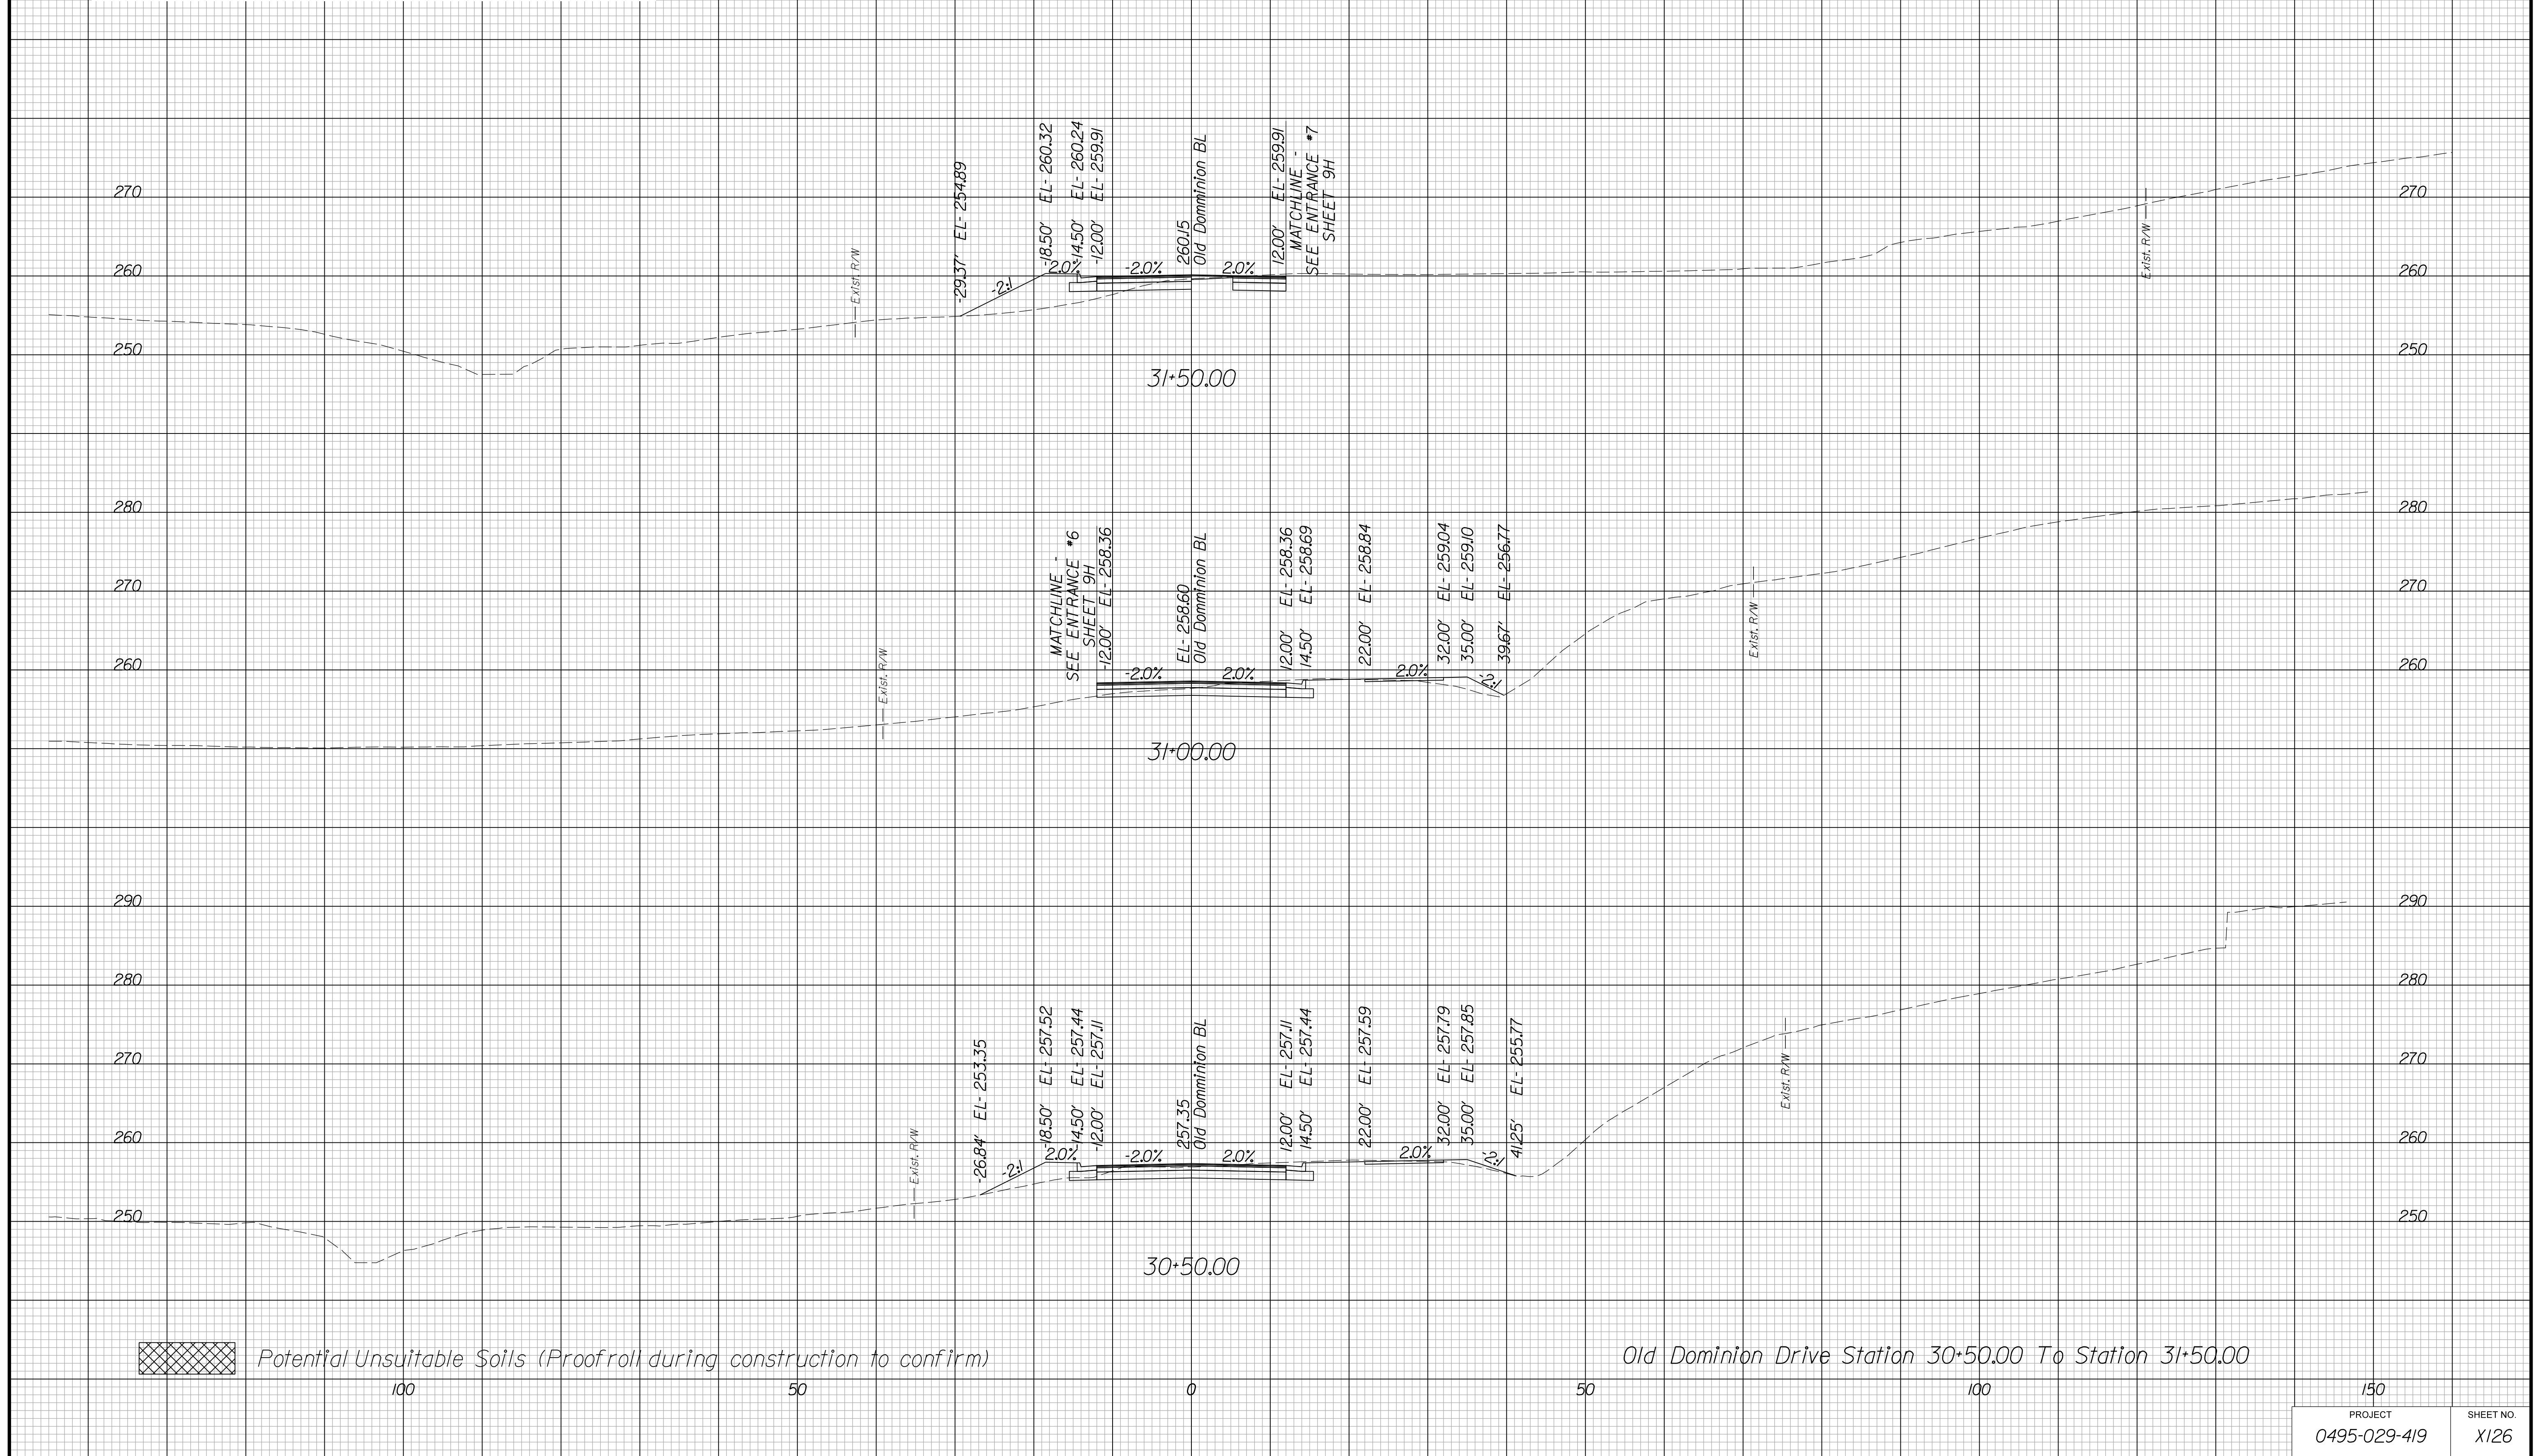 -29.37' EL- 254.89
-18.50' EL- 260.32
-14.50' EL- 260.24
-12.00' EL- 259.91
260.15
Old Domminion BL
12.00' EL- 259.91
MATCHLINE -
SEE ENTRANCE #7
SHEET 9H
270
270
Exist. R/W
Exist. R/W
260
-2:1
2.0%
-2.0%
2.0%
260
250
250
31+50.00
280
280
MATCHLINE -
SEE ENTRANCE #6
SHEET 9H
-12.00' EL- 258.36
EL- 258.60
Old Domminion BL
12.00' EL- 258.36
14.50' EL- 258.69
22.00' EL- 258.84
32.00' EL- 259.04
35.00' EL- 259.10
39.67' EL- 256.77
270
270
Exist. R/W
Exist. R/W
260
-2.0%
2.0%
2.0%
-2:1
260
31+00.00
290
290
280
280
-26.84' EL- 253.35
-18.50' EL- 257.52
-14.50' EL- 257.44
-12.00' EL- 257.11
257.35
Old Domminion BL
12.00' EL- 257.11
14.50' EL- 257.44
22.00' EL- 257.59
32.00' EL- 257.79
35.00' EL- 257.85
41.25' EL- 255.77
270
270
Exist. R/W
Exist. R/W
260
260
-2:1
2.0%
-2.0%
2.0%
2.0%
-2:1
250
250
30+50.00
Potential Unsuitable Soils (Proofroll during construction to confirm)
Old Dominion Drive Station 30+50.00 To Station 31+50.00
100
50
0
50
100
150
PROJECT
SHEET NO.
0495-029-419
X126